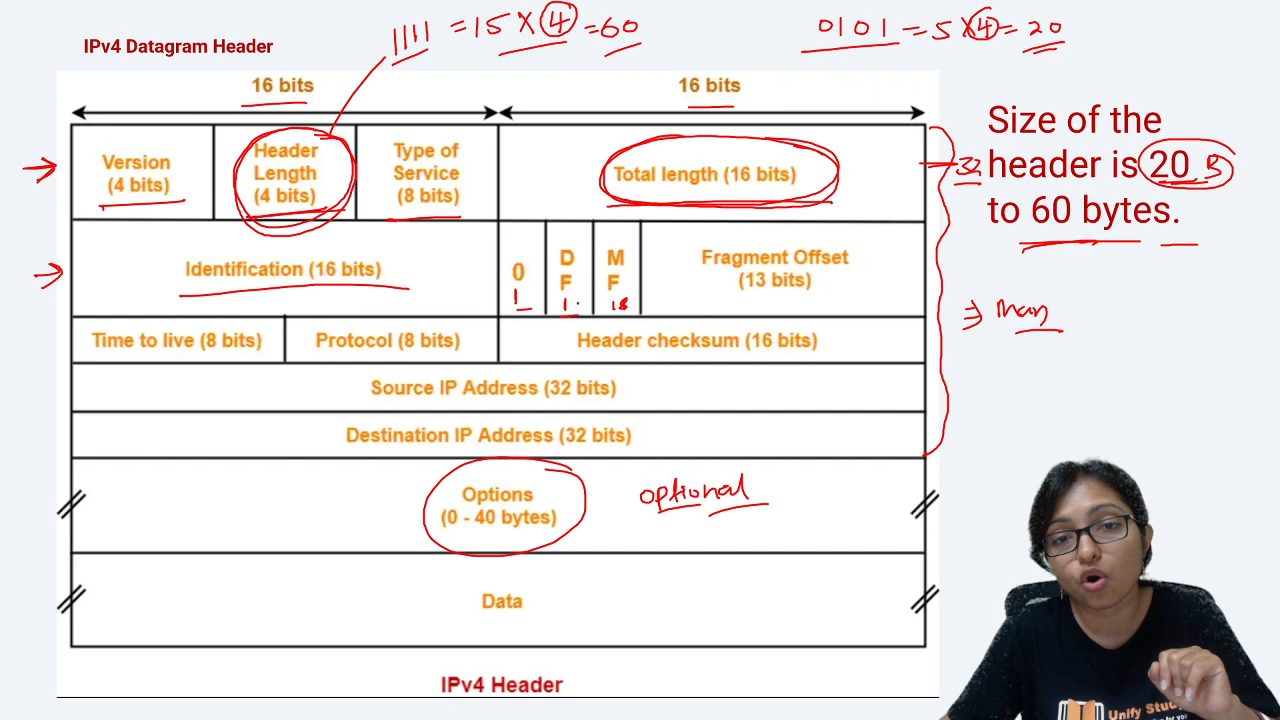 1111 = 15 X 4 = 60
0101 = 5 X 4 = 20
IPv4 Datagram Header
16 bits
16 bits
Version
(4 bits)
Header
Length
(4 bits)
Type of
Service
(8 bits)
Total length (16 bits)
32
Size of the
header is 20 B
to 60 bytes.
Identification (16 bits)
0
1
D
F
1
M
F
Fragment Offset
(13 bits)
Time to live (8 bits)
Protocol (8 bits)
Header checksum (16 bits)
Source IP Address (32 bits)
Destination IP Address (32 bits)
Options
(0 - 40 bytes)
optional
Data
IPv4 Header
Unify Stud